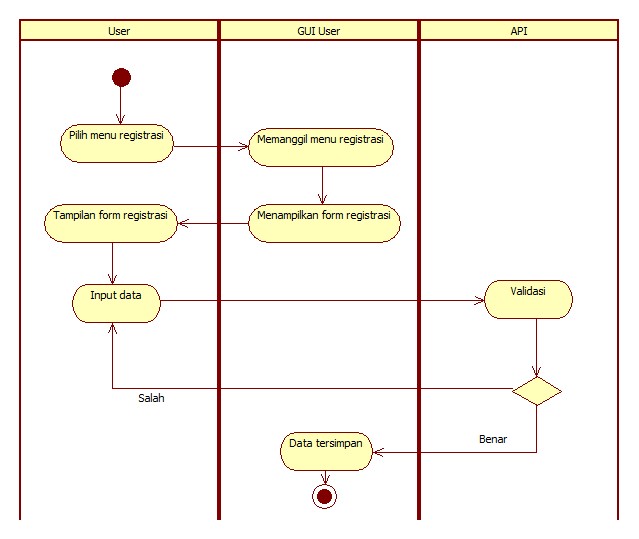 User
GUI User
API
Pilih menu registrasi
Memanggil menu registrasi
Tampilan form registrasi
Menampilkan form registrasi
Input data
Validasi
Salah
Benar
Data tersimpan